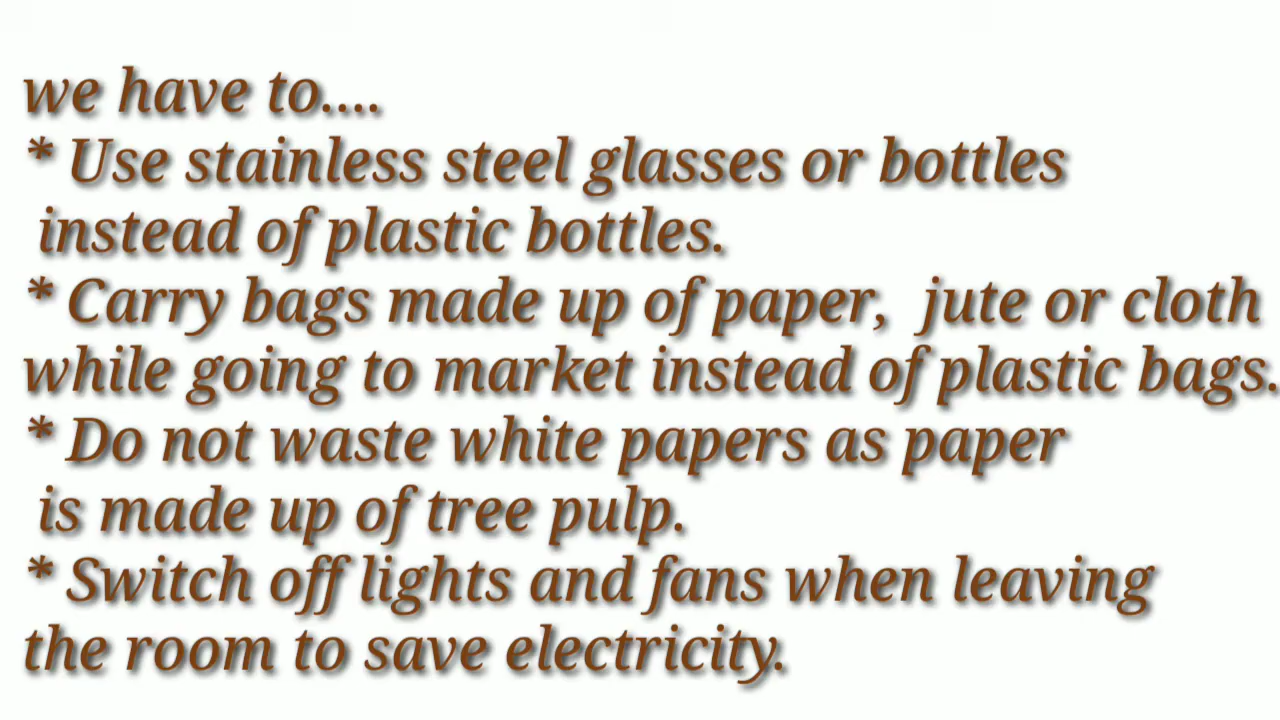 we have to....
* Use stainless steel glasses or bottles
instead of plastic bottles.
* Carry bags made up of paper,  jute or cloth
while going to market instead of plastic bags.
* Do not waste white papers as paper
is made up of tree pulp.
* Switch off lights and fans when leaving
the room to save electricity.